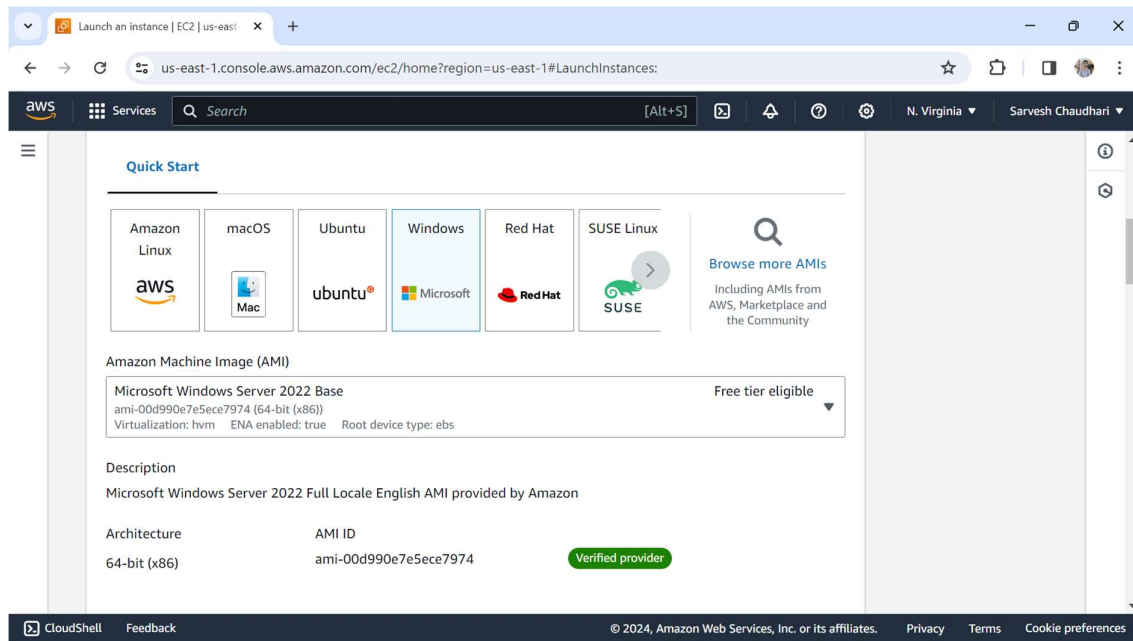 Launch an instance | EC2 | us-east-
us-east-1.console.aws.amazon.com/ec2/home?region=us-east-1#LaunchInstances:
aws
Services
Search
[Alt+S]
N. Virginia
Sarvesh Chaudhari
Quick Start
Amazon
Linux
aws
macOS
Mac
Ubuntu
ubuntu
Windows
Microsoft
Red Hat
Red Hat
SUSE Linux
SUSE
Browse more AMIs
Including AMIs from
AWS, Marketplace and
the Community
Amazon Machine Image (AMI)
Microsoft Windows Server 2022 Base
Free tier eligible
ami-00d990e7e5ece7974 (64-bit (x86))
Virtualization: hvm ENA enabled: true Root device type: ebs
Description
Microsoft Windows Server 2022 Full Locale English AMI provided by Amazon
Architecture
AMI ID
64-bit (x86)
ami-00d990e7e5ece7974
Verified provider
CloudShell
Feedback
© 2024, Amazon Web Services, Inc. or its affiliates.
Privacy
Terms
Cookie preferences